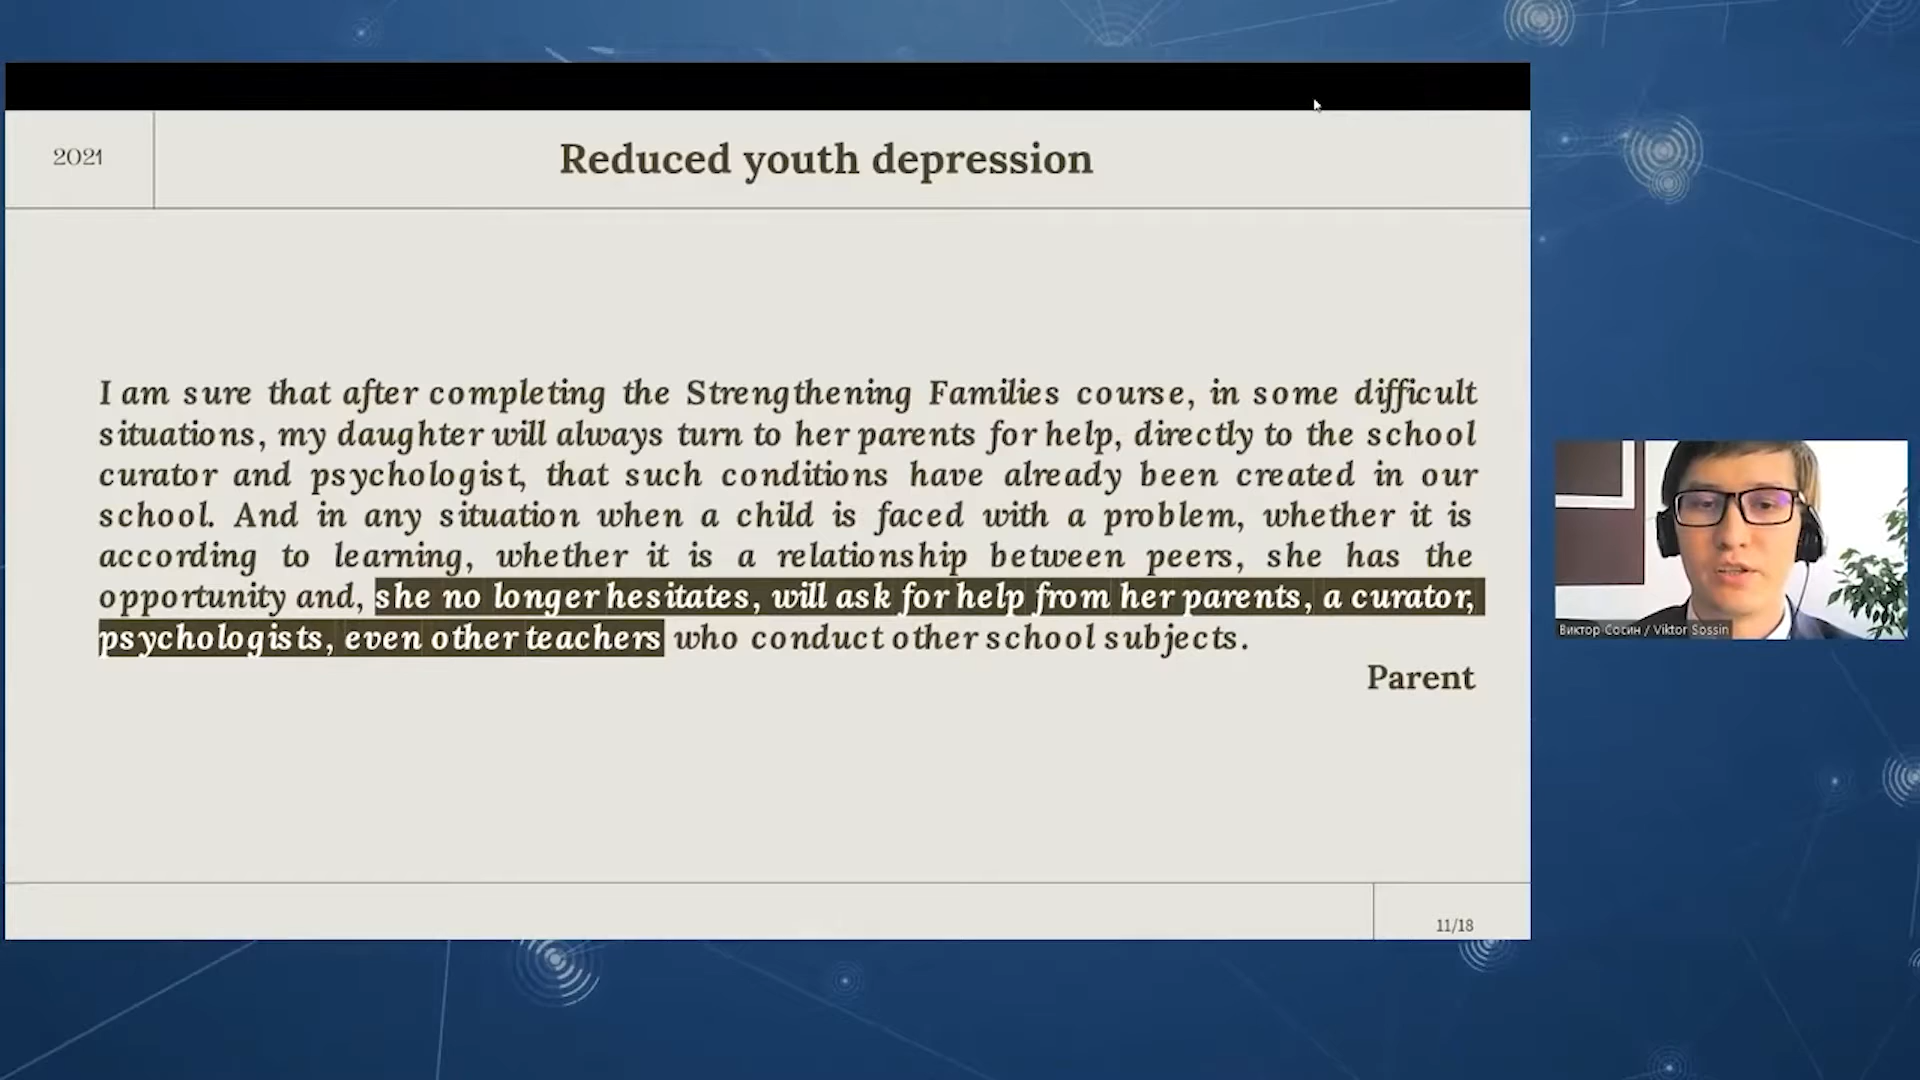 2021
Reduced youth depression
I am sure that after completing the Strengthening Families course, in some difficult
situations, my daughter will always turn to her parents for help, directly to the school
curator and psychologist, that such conditions have already been created in our
school. And in any situation when a child is faced with a problem, whether it is
according to learning, whether it is a relationship between peers, she has the
opportunity and, she no longer hesitates, will ask for help from her parents, a curator,
psychologists, even other teachers who conduct other school subjects.
Parent
Виктор Сосин / Viktor Sossin
11/18